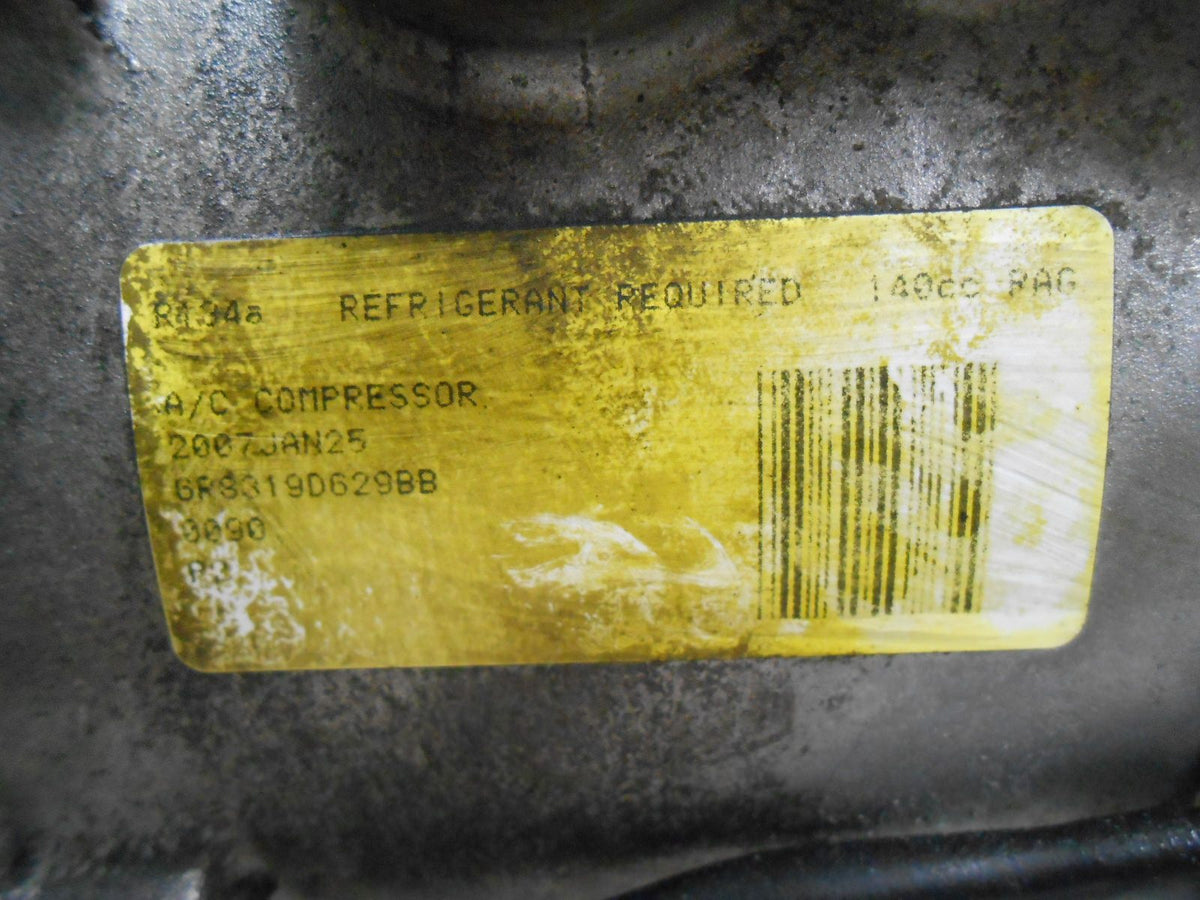 R134a REFRIGERANT REQUIRED 140cc PAG
A/C COMPRESSOR
2007JAN25
6R8319D629BB
0090